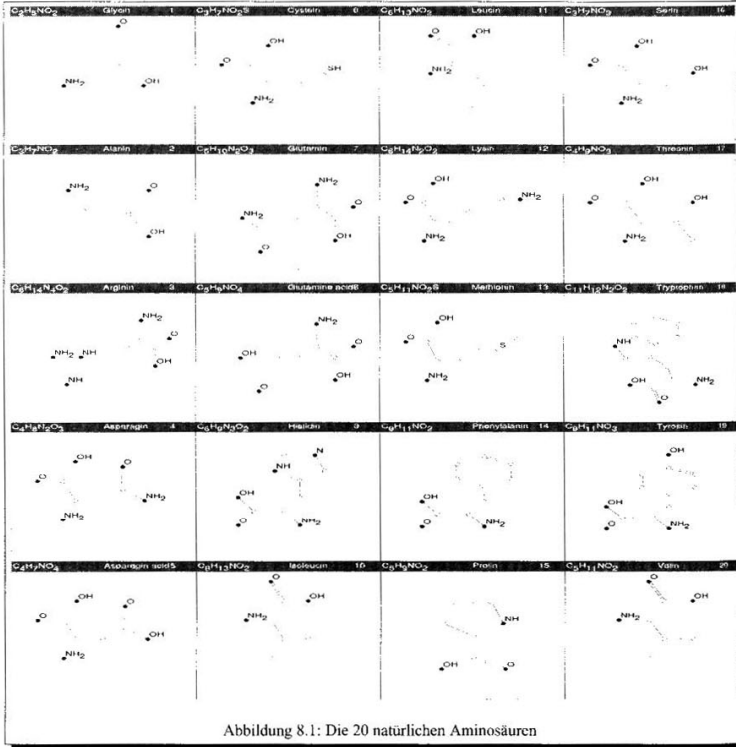 C2H5NO2 Glycin 1
O
NH2 OH
C3H7NO2S Cystein 6
OH
O
SH
NH2
C6H13NO2 Leucin 11
O OH
NH2
C3H7NO3 Serin 16
OH
O
OH
NH2
C3H7NO2 Alanin 2
NH2 O
OH
C5H10N2O3 Glutamin 7
NH2
O
NH2
OH
O
C6H14N2O2 Lysin 12
OH
O NH2
NH2
C4H9NO3 Threonin 17
OH
O OH
NH2
C6H14N4O2 Arginin 3
NH2
O
NH2 NH OH
NH
C5H9NO4 Glutamine acid 8
NH2
O
OH
OH
O
C5H11NO2S Methionin 13
OH
O S
NH2
C11H12N2O2 Tryptophan 18
NH
OH NH2
O
C4H8N2O3 Asparagin 4
OH O
O
NH2
NH2
C6H9N3O2 Histidin 9
N
NH
OH
O NH2
C9H11NO2 Phenylalanin 14
OH
O NH2
C9H11NO3 Tyrosin 19
OH
OH
O NH2
C4H7NO4 Asparagin acid 5
OH O
O
OH
NH2
Isoleucin 10
O
OH
NH2
C5H9NO2 Prolin 15
NH
OH O
C5H11NO2 Valin 20
O
OH
NH2
Abbildung 8.1: Die 20 natürlichen Aminosäuren